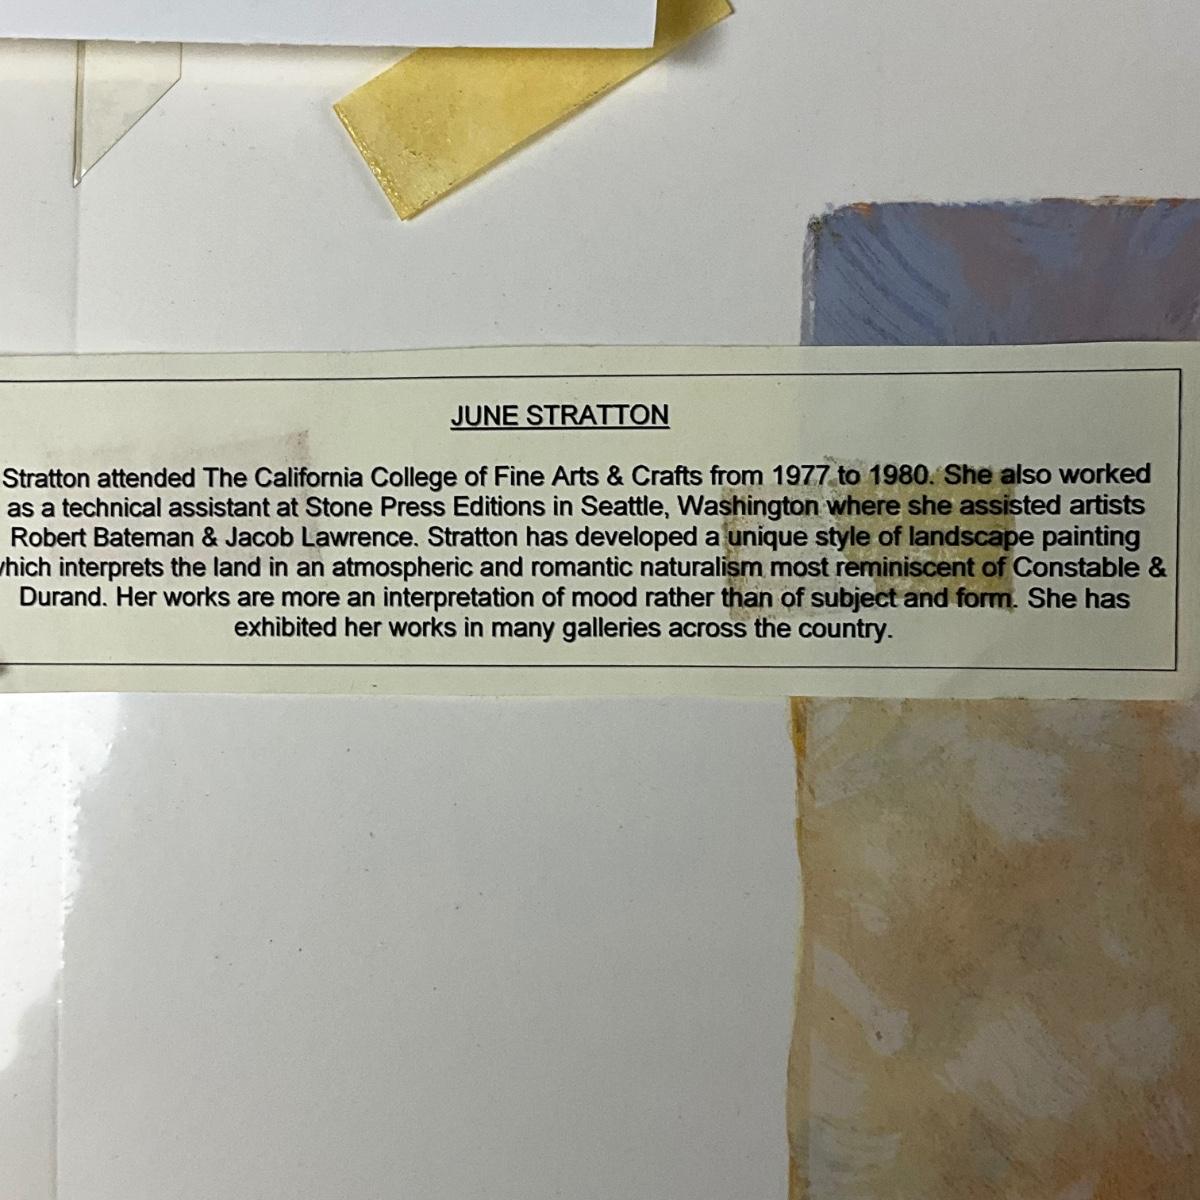 JUNE STRATTON
Stratton attended The California College of Fine Arts & Crafts from 1977 to 1980. She also worked
as a technical assistant at Stone Press Editions in Seattle, Washington where she assisted artists
Robert Bateman & Jacob Lawrence. Stratton has developed a unique style of landscape painting
which interprets the land in an atmospheric and romantic naturalism most reminiscent of Constable &
Durand. Her works are more an interpretation of mood rather than of subject and form. She has
exhibited her works in many galleries across the country.